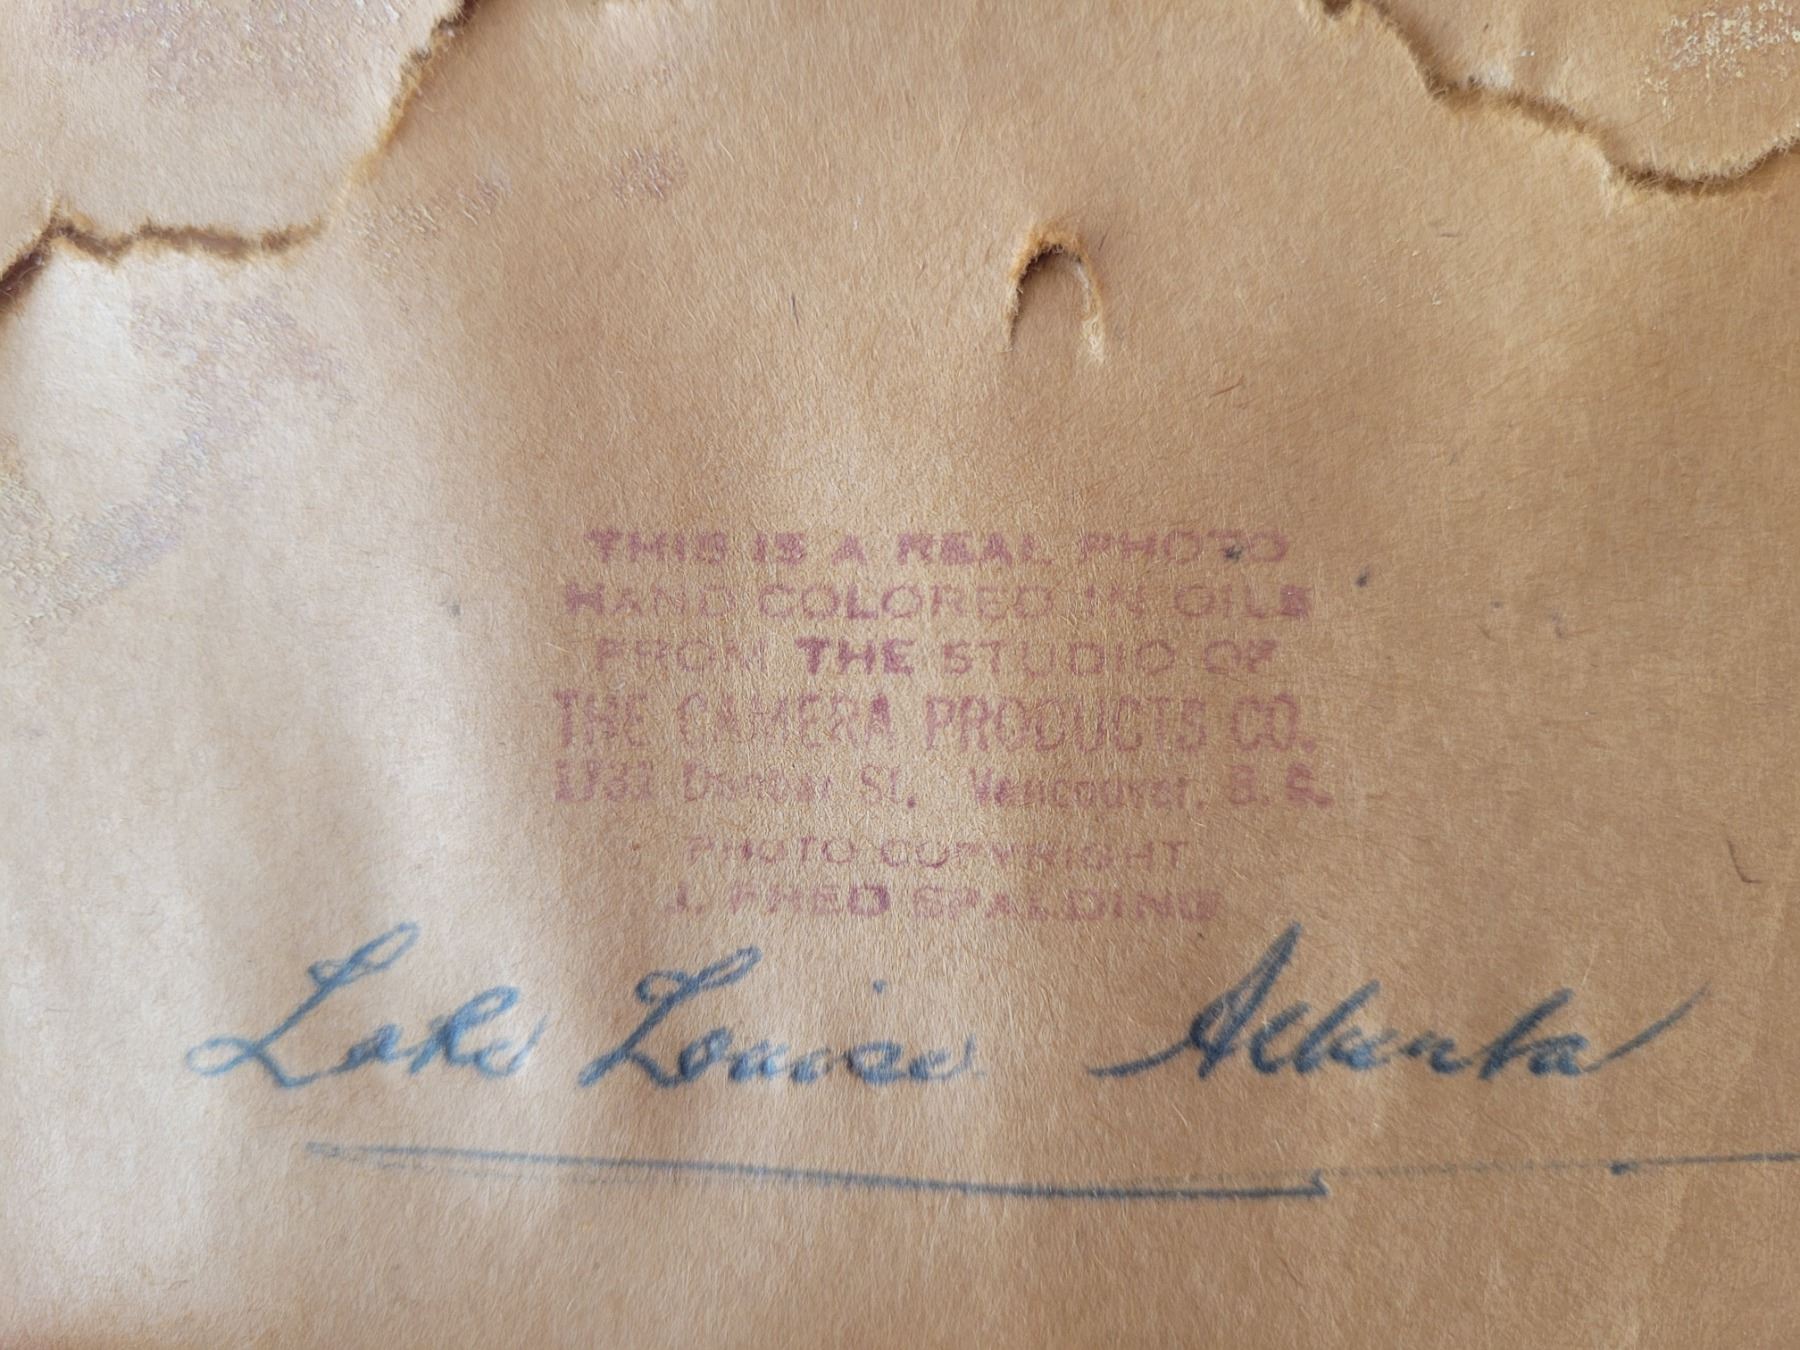 THIS IS A REAL PHOTO
HAND COLORED IN OILS
FROM THE STUDIO OF
THE CAMERA PRODUCTS CO.
Dunbar St. Vancouver, B. C.
PHOTO COPYRIGHT
J. FRED SPALDING
Lake Louise Alberta